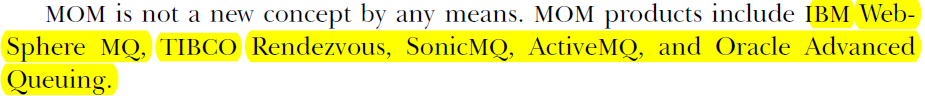 MOM is not a new concept by any means. MOM products include IBM Web-
Sphere MQ, TIBCO Rendezvous, SonicMQ, ActiveMQ, and Oracle Advanced
Queuing.